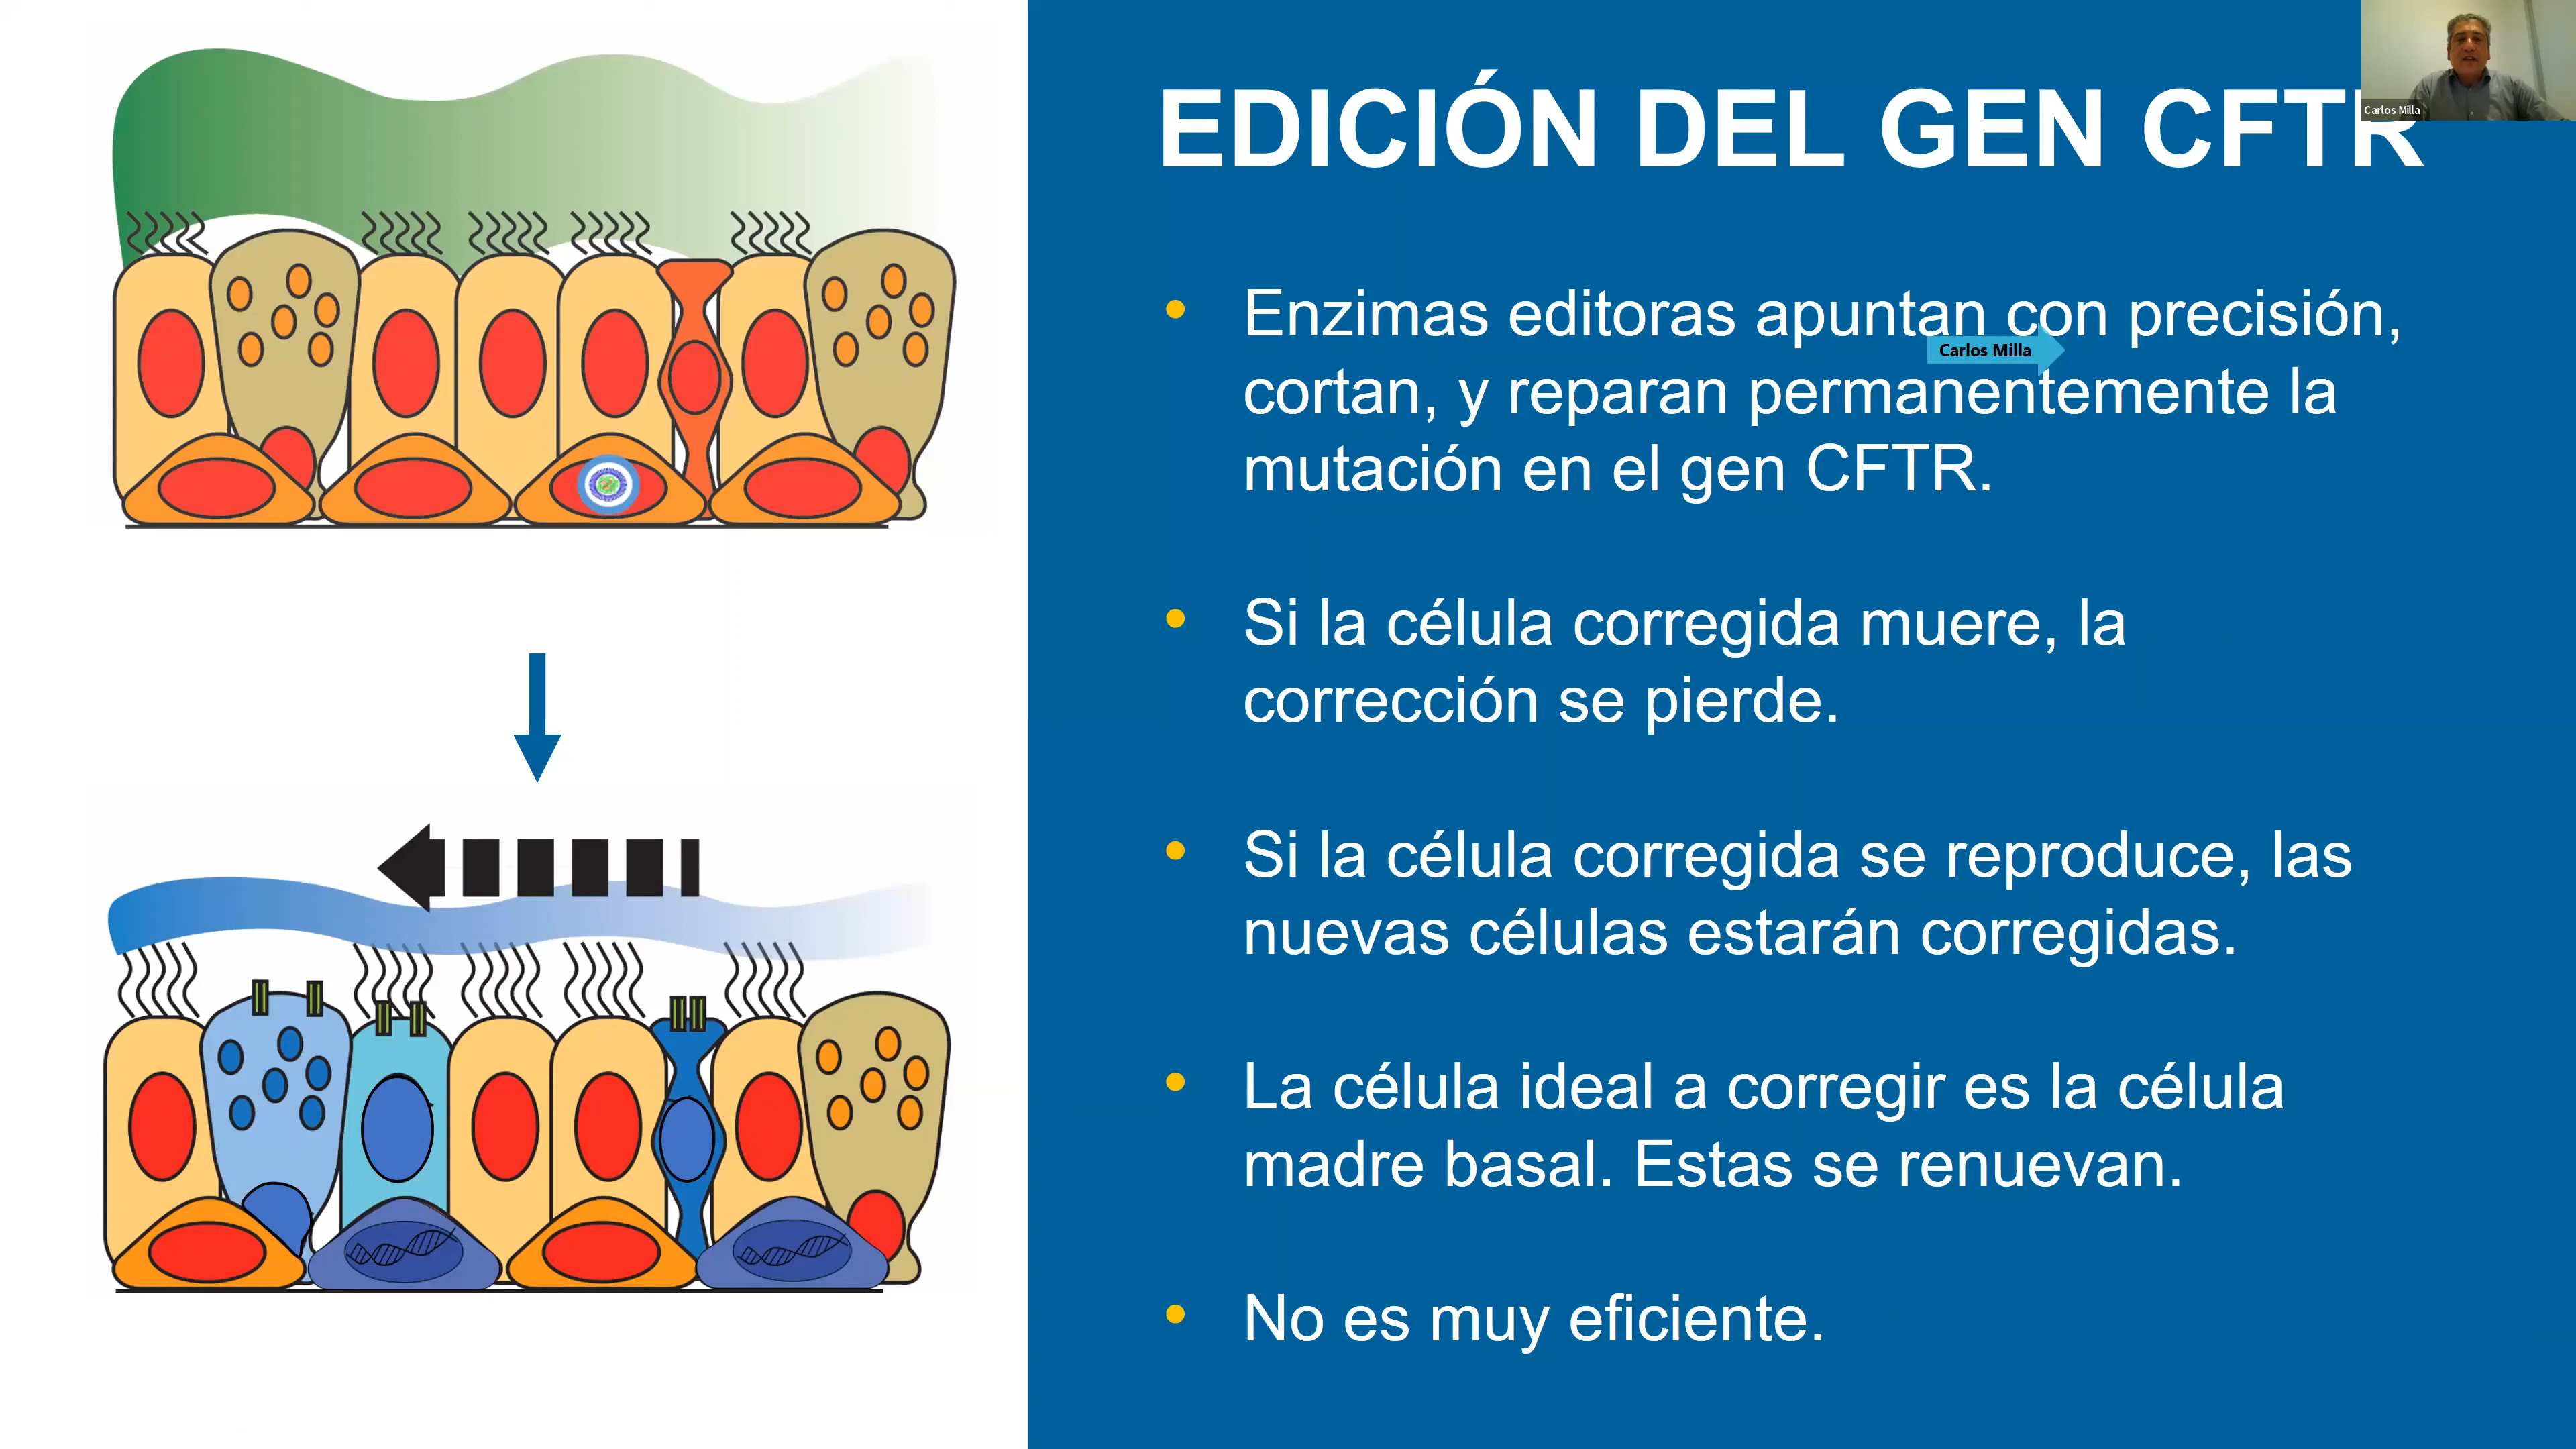 EDICIÓN DEL GEN CFTR
Carlos Milla
• Enzimas editoras apuntan con precisión,
Carlos Milla
cortan, y reparan permanentemente la
mutación en el gen CFTR.
• Si la célula corregida muere, la
corrección se pierde.
• Si la célula corregida se reproduce, las
nuevas células estarán corregidas.
• La célula ideal a corregir es la célula
madre basal. Estas se renuevan.
• No es muy eficiente.